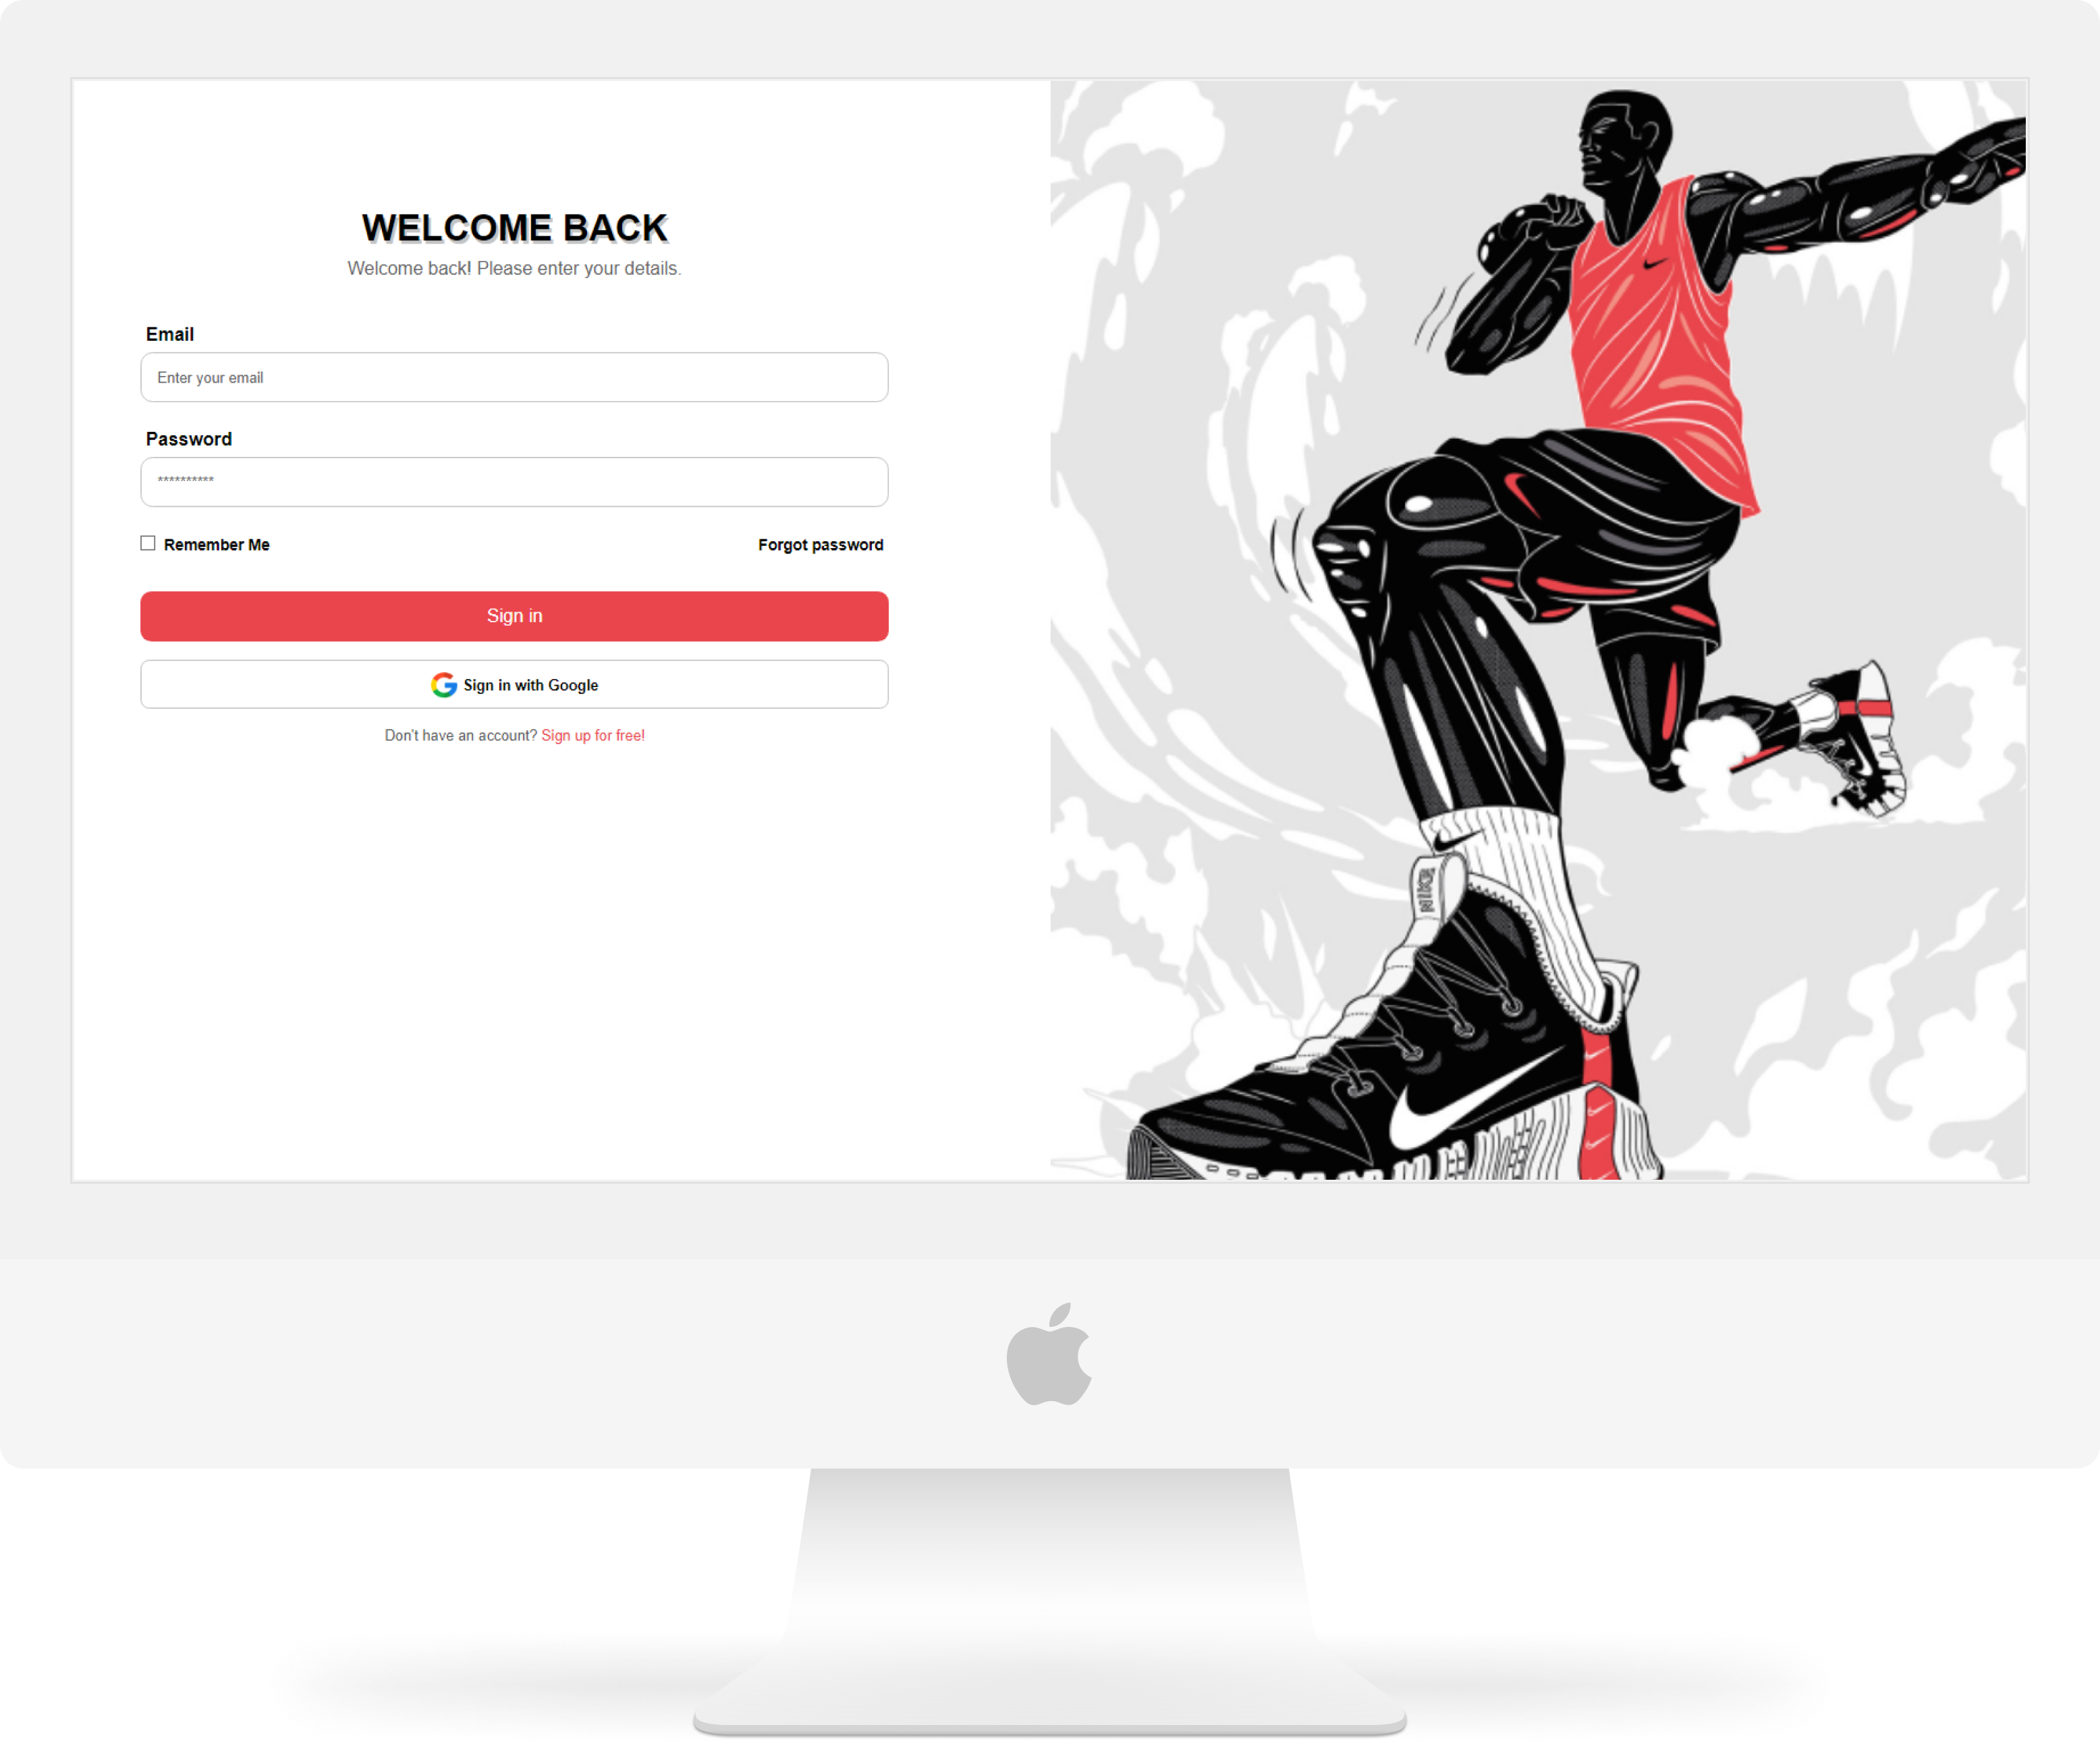 WELCOME BACK
Welcome back! Please enter your details.
Email
Enter your email
Password
**********
Remember Me
Forgot password
Sign in
Sign in with Google
Don't have an account? Sign up for free!
NIKE